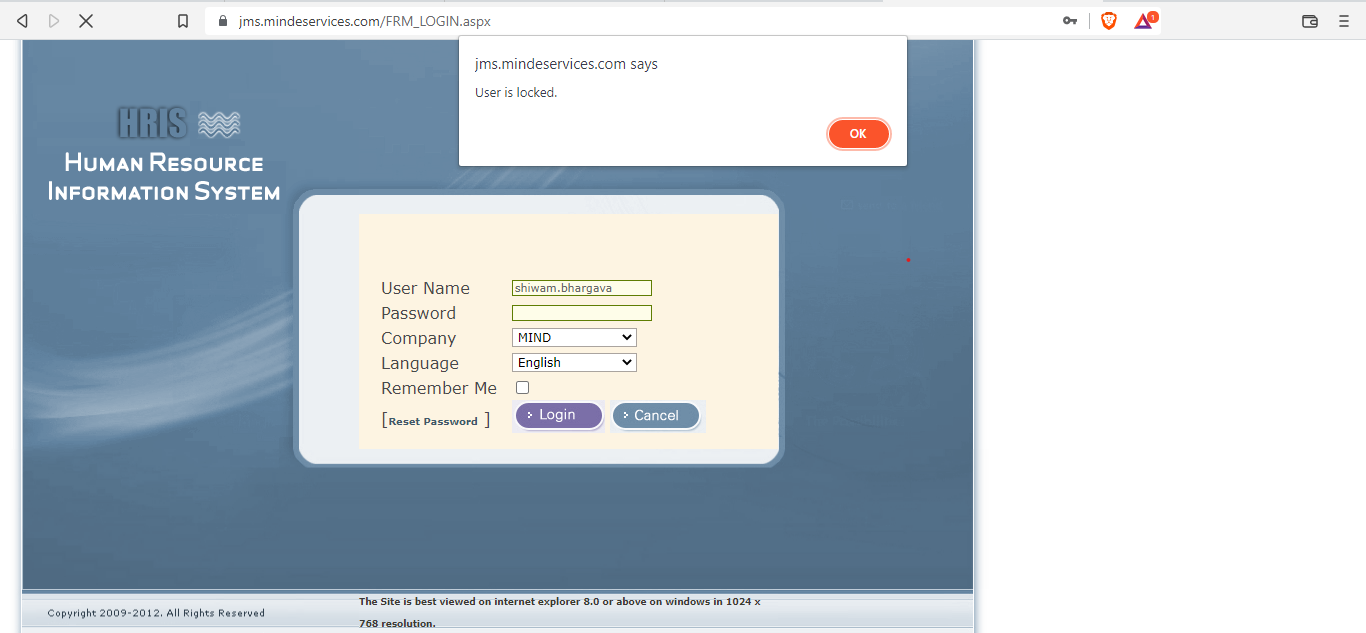 jms.mindeservices.com/FRM_LOGIN.aspx
1
jms.mindeservices.com says
User is locked.
OK
HRIS
Human Resource
Information System
User Name
shiwam.bhargava
Password
Company
MIND
Language
English
Remember Me
[Reset Password ]
Login
Cancel
Copyright 2009-2012. All Rights Reserved
The Site is best viewed on internet explorer 8.0 or above on windows in 1024 x
768 resolution.